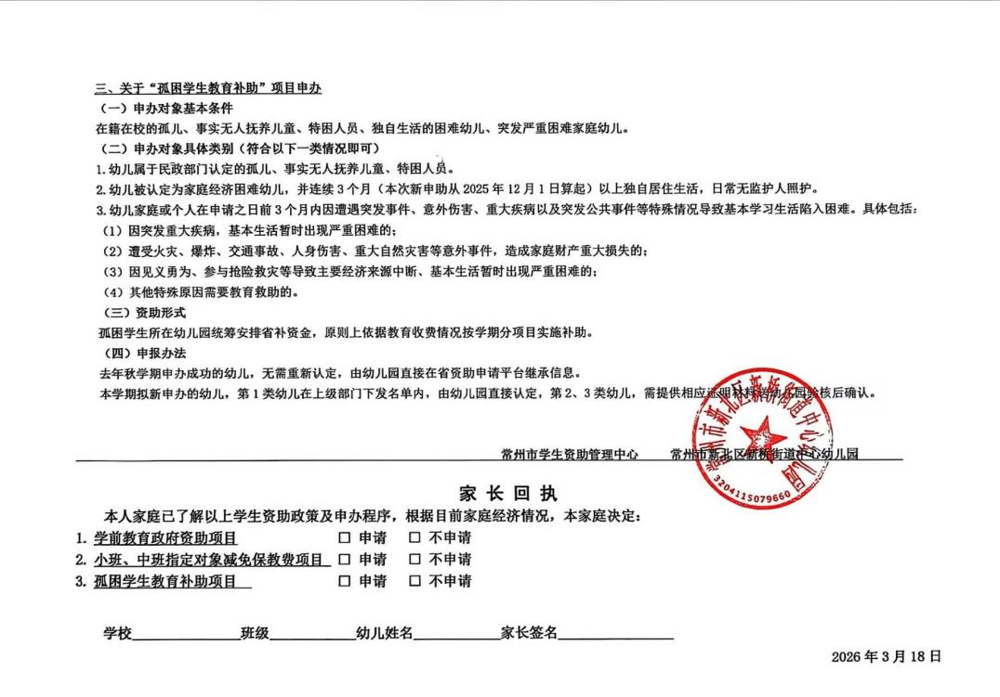 三、关于“孤困学生教育补助”项目申办
（一）申办对象基本条件
在籍在校的孤儿、事实无人抚养儿童、特困人员、独自生活的困难幼儿、突发严重困难家庭幼儿。
（二）申办对象具体类别（符合以下一类情况即可）
1.幼儿属于民政部门认定的孤儿、事实无人抚养儿童、特困人员。
2.幼儿被认定为家庭经济困难幼儿，并连续3个月（本次新申助从2025年12月1日算起）以上独自居住生活，日常无监护人照护。
3.幼儿家庭或个人在申请之日前3个月内因遭遇突发事件、意外伤害、重大疾病以及突发公共事件等特殊情况导致基本学习生活陷入困难。具体包括：
（1）因突发重大疾病，基本生活暂时出现严重困难的；
（2）遭受火灾、爆炸、交通事故、人身伤害、重大自然灾害等意外事件，造成家庭财产重大损失的；
（3）因见义勇为、参与抢险救灾等导致主要经济来源中断、基本生活暂时出现严重困难的；
（4）其他特殊原因需要教育救助的。
（三）资助形式
孤困学生所在幼儿园统筹安排省补资金，原则上依据教育收费情况按学期分项目实施补助。
（四）申报办法
去年秋学期申办成功的幼儿，无需重新认定，由幼儿园直接在省资助申请平台继承信息。
本学期拟新申办的幼儿，第1类幼儿在上级部门下发名单内，由幼儿园直接认定，第2、3类幼儿，需提供相应证明材料送幼儿园验核后确认。
常州市新北区新桥街道中心幼儿园
3204115079660
常州市学生资助管理中心 常州市新北区新桥街道中心幼儿园
家长回执
本人家庭已了解以上学生资助政策及申办程序，根据目前家庭经济情况，本家庭决定：
1. 学前教育政府资助项目 □ 申请 □ 不申请
2. 小班、中班指定对象减免保教费项目 □ 申请 □ 不申请
3. 孤困学生教育补助项目 □ 申请 □ 不申请
学校 班级 幼儿姓名 家长签名
2026年3月18日